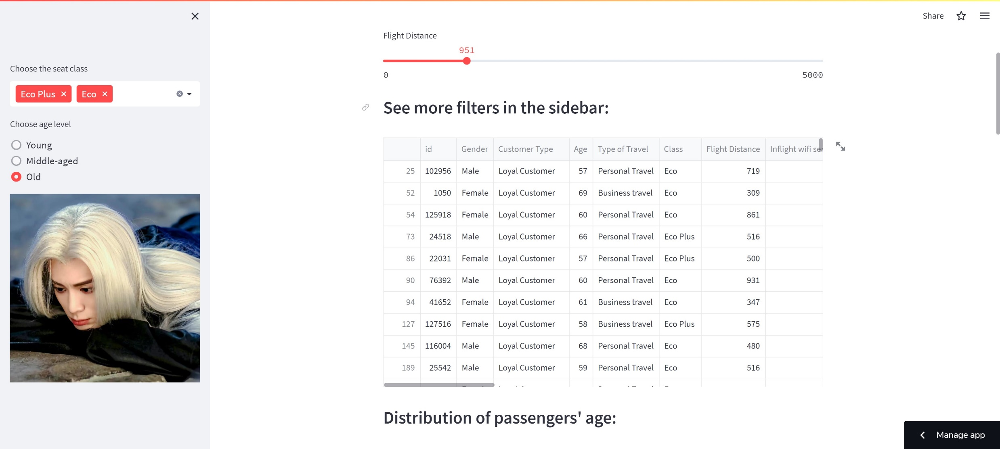 Share
Choose the seat class
Eco Plus
Eco
Choose age level
Young
Middle-aged
Old
Flight Distance
951
0 5000
See more filters in the sidebar:
id Gender Customer Type Age Type of Travel Class Flight Distance Inflight wifi ser
25 102956 Male Loyal Customer 57 Personal Travel Eco 719
52 1050 Female Loyal Customer 69 Business travel Eco 309
54 125918 Female Loyal Customer 60 Personal Travel Eco 861
73 24518 Male Loyal Customer 66 Personal Travel Eco Plus 516
86 22031 Female Loyal Customer 57 Personal Travel Eco Plus 500
90 76392 Male Loyal Customer 60 Personal Travel Eco 931
94 41652 Female Loyal Customer 61 Business travel Eco 347
127 127516 Female Loyal Customer 58 Business travel Eco Plus 575
145 116004 Male Loyal Customer 68 Personal Travel Eco 480
189 25542 Male Loyal Customer 59 Personal Travel Eco 516
Distribution of passengers' age:
Manage app